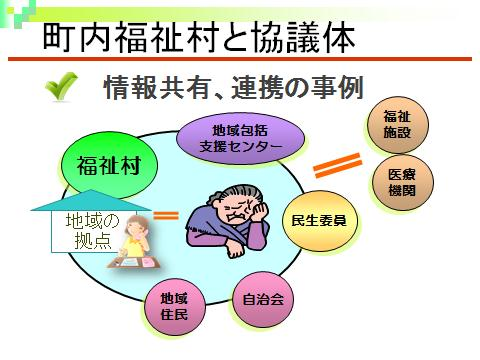 町内福祉村と協議体
情報共有、連携の事例
地域包括
支援センター
福祉
施設
福祉村
医療
機関
地域の
拠点
民生委員
地域
住民
自治会